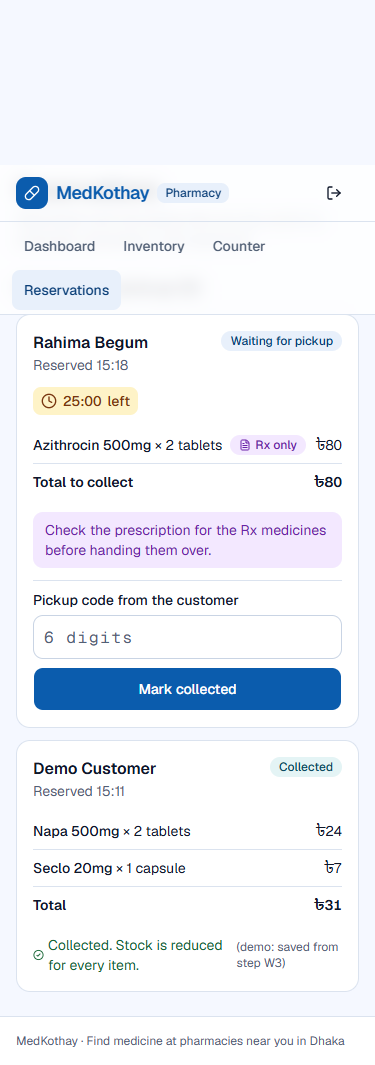 MedKothay Pharmacy
Dashboard Inventory Counter
Reservations
Rahima Begum Waiting for pickup
Reserved 15:18
25:00 left
Azithrocin 500mg × 2 tablets Rx only ৳80
Total to collect ৳80
Check the prescription for the Rx medicines
before handing them over.
Pickup code from the customer
6 digits
Mark collected
Demo Customer Collected
Reserved 15:11
Napa 500mg × 2 tablets ৳24
Seclo 20mg × 1 capsule ৳7
Total ৳31
Collected. Stock is reduced (demo: saved from
for every item. step W3)
MedKothay · Find medicine at pharmacies near you in Dhaka